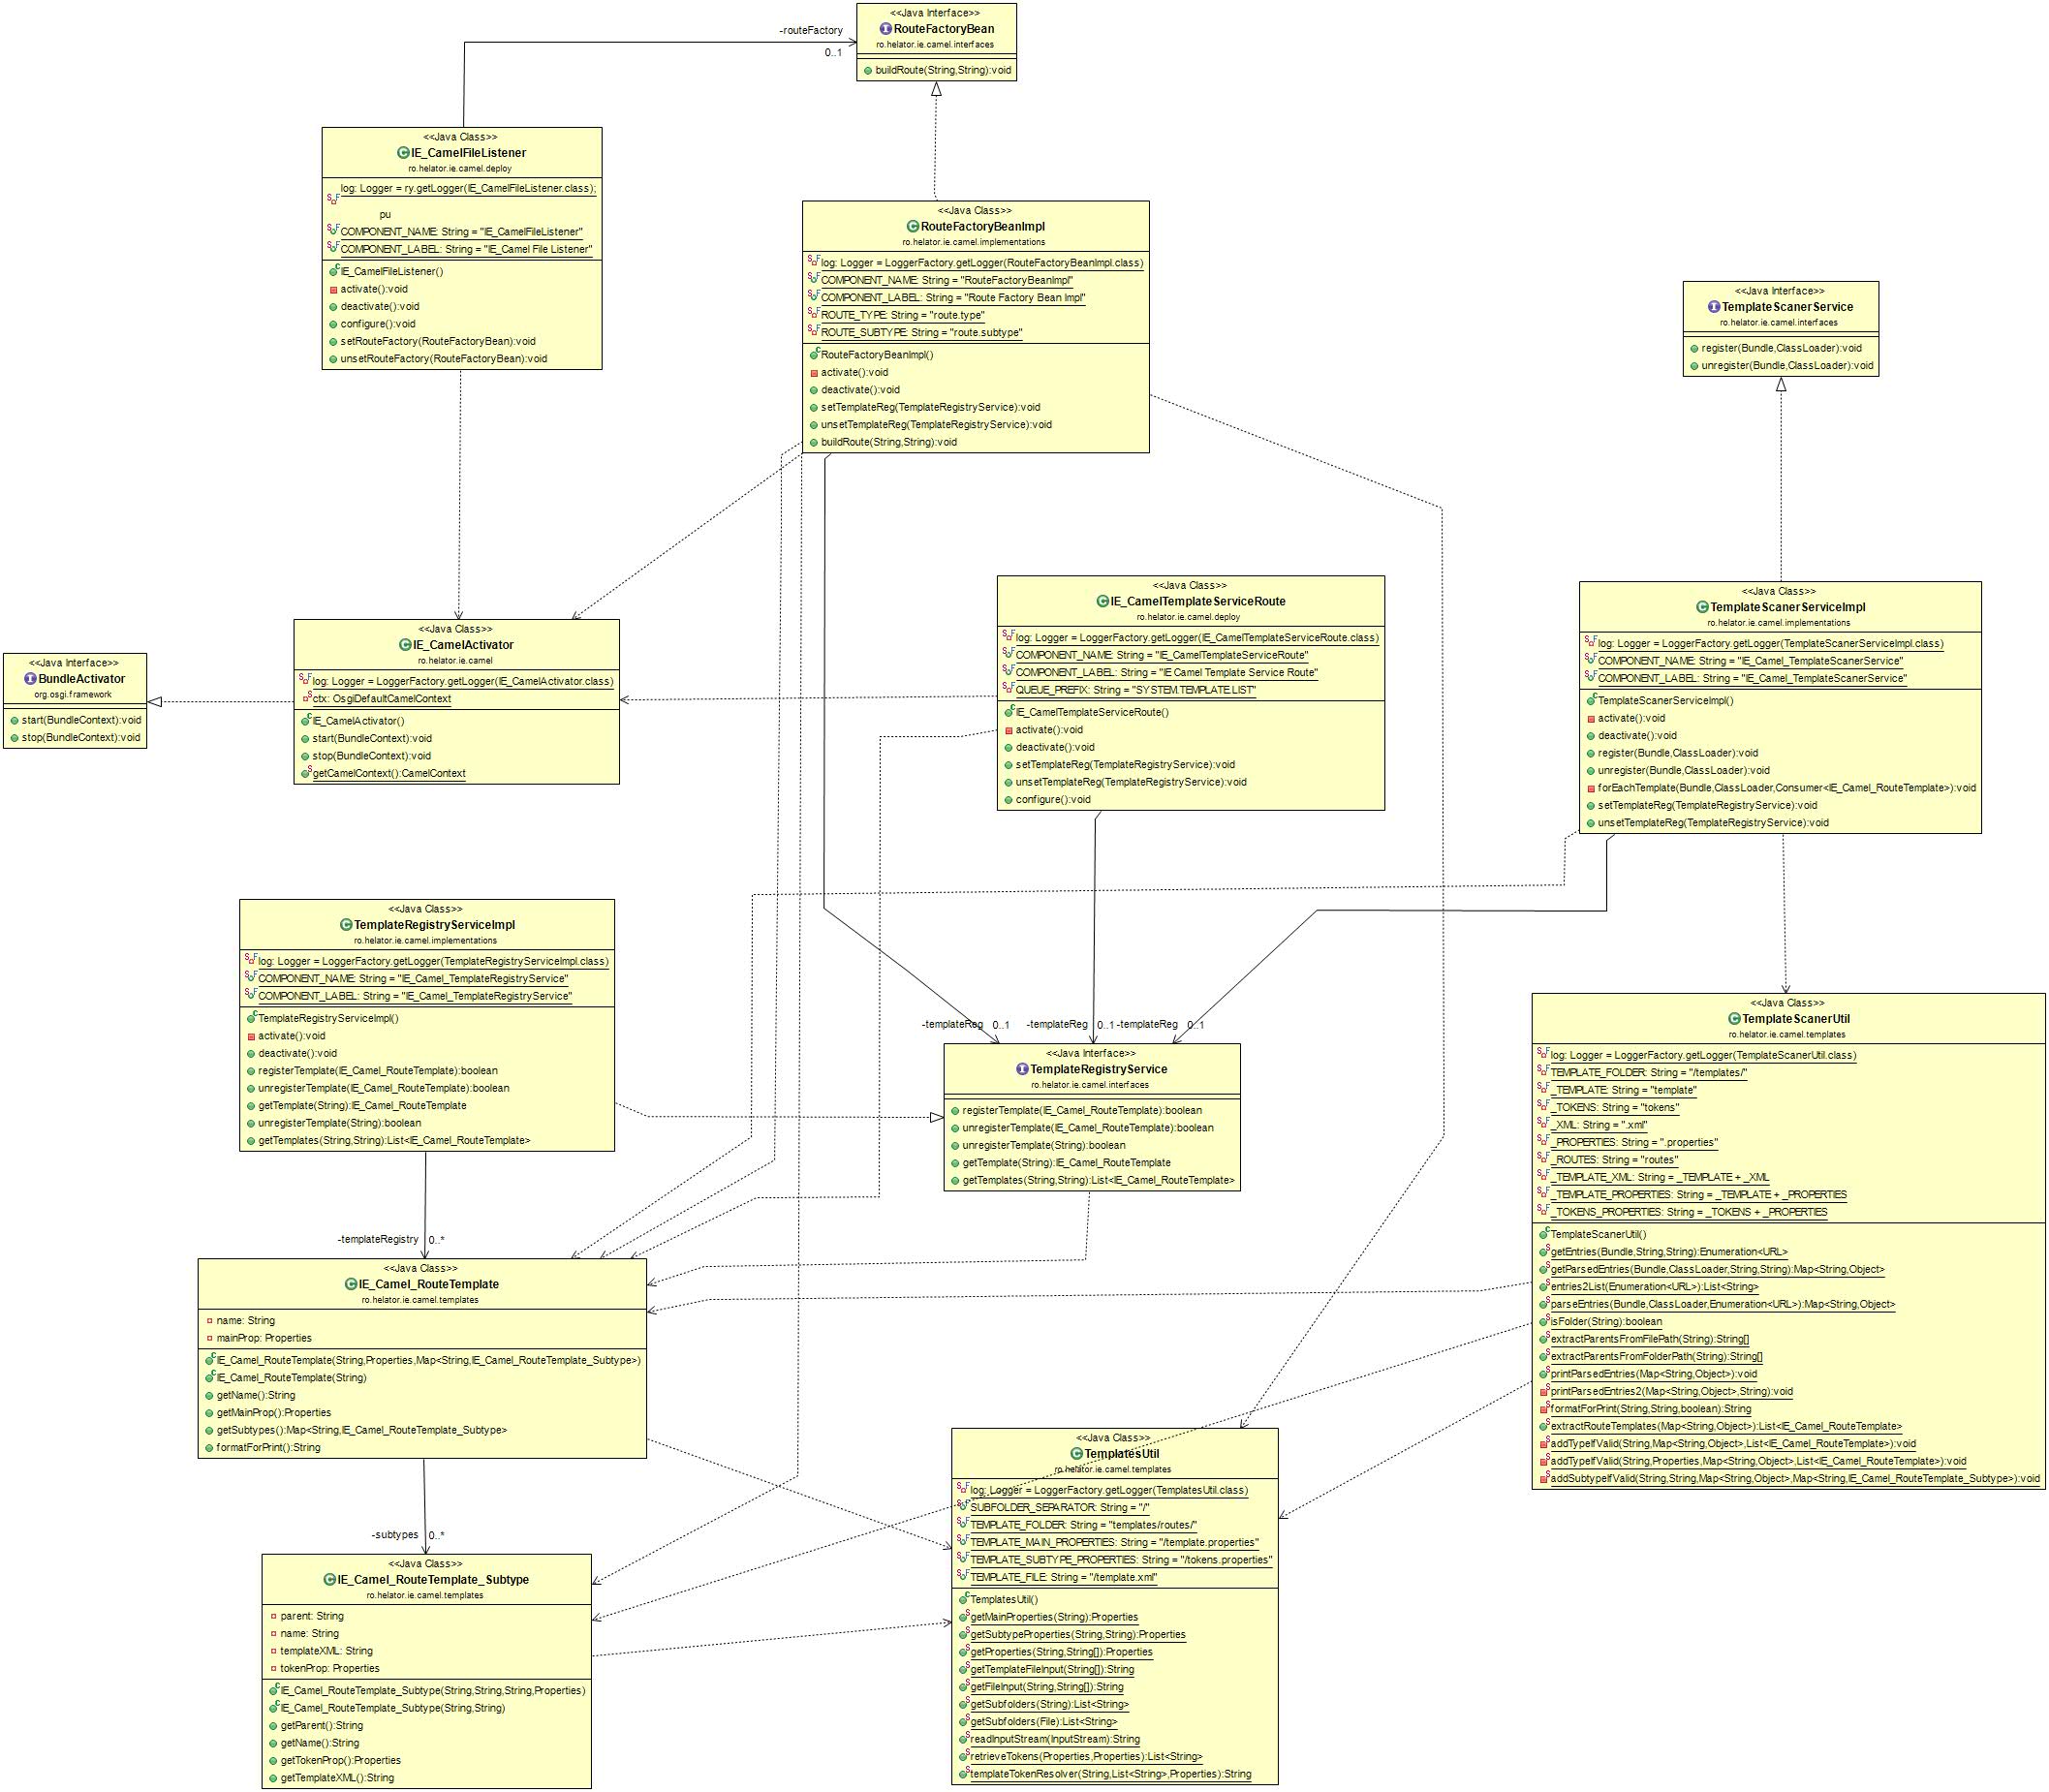 <<Java Interface>>
RouteFactoryBean
ro.helator.ie.camel.interfaces
buildRoute(String,String):void
-routeFactory
0..1
<<Java Class>>
IE_CamelFileListener
ro.helator.ie.camel.deploy
log: Logger = ry.getLogger(IE_CamelFileListener.class);
pu
COMPONENT_NAME: String = "IE_CamelFileListener"
COMPONENT_LABEL: String = "IE_Camel File Listener"
IE_CamelFileListener()
activate():void
deactivate():void
configure():void
setRouteFactory(RouteFactoryBean):void
unsetRouteFactory(RouteFactoryBean):void
<<Java Class>>
RouteFactoryBeanImpl
ro.helator.ie.camel.implementations
log: Logger = LoggerFactory.getLogger(RouteFactoryBeanImpl.class)
COMPONENT_NAME: String = "RouteFactoryBeanImpl"
COMPONENT_LABEL: String = "Route Factory Bean Impl"
ROUTE_TYPE: String = "route.type"
ROUTE_SUBTYPE: String = "route.subtype"
RouteFactoryBeanImpl()
activate():void
deactivate():void
setTemplateReg(TemplateRegistryService):void
unsetTemplateReg(TemplateRegistryService):void
buildRoute(String,String):void
<<Java Interface>>
TemplateScanerService
ro.helator.ie.camel.interfaces
register(Bundle,ClassLoader):void
unregister(Bundle,ClassLoader):void
<<Java Interface>>
BundleActivator
org.osgi.framework
start(BundleContext):void
stop(BundleContext):void
<<Java Class>>
IE_CamelActivator
ro.helator.ie.camel
log: Logger = LoggerFactory.getLogger(IE_CamelActivator.class)
ctx: OsgiDefaultCamelContext
IE_CamelActivator()
start(BundleContext):void
stop(BundleContext):void
getCamelContext():CamelContext
<<Java Class>>
IE_CamelTemplateServiceRoute
ro.helator.ie.camel.deploy
log: Logger = LoggerFactory.getLogger(IE_CamelTemplateServiceRoute.class)
COMPONENT_NAME: String = "IE_CamelTemplateServiceRoute"
COMPONENT_LABEL: String = "IE Camel Template Service Route"
QUEUE_PREFIX: String = "SYSTEM.TEMPLATE.LIST"
IE_CamelTemplateServiceRoute()
activate():void
deactivate():void
setTemplateReg(TemplateRegistryService):void
unsetTemplateReg(TemplateRegistryService):void
configure():void
<<Java Class>>
TemplateScanerServiceImpl
ro.helator.ie.camel.implementations
log: Logger = LoggerFactory.getLogger(TemplateScanerServiceImpl.class)
COMPONENT_NAME: String = "IE_Camel_TemplateScanerService"
COMPONENT_LABEL: String = "IE_Camel_TemplateScanerService"
TemplateScanerServiceImpl()
activate():void
deactivate():void
register(Bundle,ClassLoader):void
unregister(Bundle,ClassLoader):void
forEachTemplate(Bundle,ClassLoader,Consumer<IE_Camel_RouteTemplate>):void
setTemplateReg(TemplateRegistryService):void
unsetTemplateReg(TemplateRegistryService):void
<<Java Class>>
TemplateRegistryServiceImpl
ro.helator.ie.camel.implementations
log: Logger = LoggerFactory.getLogger(TemplateRegistryServiceImpl.class)
COMPONENT_NAME: String = "IE_Camel_TemplateRegistryService"
COMPONENT_LABEL: String = "IE_Camel_TemplateRegistryService"
TemplateRegistryServiceImpl()
activate():void
deactivate():void
registerTemplate(IE_Camel_RouteTemplate):boolean
unregisterTemplate(IE_Camel_RouteTemplate):boolean
getTemplate(String):IE_Camel_RouteTemplate
unregisterTemplate(String):boolean
getTemplates(String,String):List<IE_Camel_RouteTemplate>
-templateReg 0..1 -templateReg 0..1 -templateReg 0..1
<<Java Interface>>
TemplateRegistryService
ro.helator.ie.camel.interfaces
registerTemplate(IE_Camel_RouteTemplate):boolean
unregisterTemplate(IE_Camel_RouteTemplate):boolean
unregisterTemplate(String):boolean
getTemplate(String):IE_Camel_RouteTemplate
getTemplates(String,String):List<IE_Camel_RouteTemplate>
<<Java Class>>
TemplateScanerUtil
ro.helator.ie.camel.templates
log: Logger = LoggerFactory.getLogger(TemplateScanerUtil.class)
TEMPLATE_FOLDER: String = "/templates/"
_TEMPLATE: String = "template"
_TOKENS: String = "tokens"
_XML: String = ".xml"
_PROPERTIES: String = ".properties"
_ROUTES: String = "routes"
_TEMPLATE_XML: String = _TEMPLATE + _XML
_TEMPLATE_PROPERTIES: String = _TEMPLATE + _PROPERTIES
_TOKENS_PROPERTIES: String = _TOKENS + _PROPERTIES
TemplateScanerUtil()
getEntries(Bundle,String,String):Enumeration<URL>
getParsedEntries(Bundle,ClassLoader,String,String):Map<String,Object>
entries2List(Enumeration<URL>):List<String>
parseEntries(Bundle,ClassLoader,Enumeration<URL>):Map<String,Object>
isFolder(String):boolean
extractParentsFromFilePath(String):String[]
extractParentsFromFolderPath(String):String[]
printParsedEntries(Map<String,Object>):void
printParsedEntries2(Map<String,Object>,String):void
formatForPrint(String,String,boolean):String
extractRouteTemplates(Map<String,Object>):List<IE_Camel_RouteTemplate>
addTypeIfValid(String,Map<String,Object>,List<IE_Camel_RouteTemplate>):void
addTypeIfValid(String,Properties,Map<String,Object>,List<IE_Camel_RouteTemplate>):void
addSubtypeIfValid(String,String,Map<String,Object>,Map<String,IE_Camel_RouteTemplate_Subtype>):void
-templateRegistry 0..*
<<Java Class>>
IE_Camel_RouteTemplate
ro.helator.ie.camel.templates
name: String
mainProp: Properties
IE_Camel_RouteTemplate(String,Properties,Map<String,IE_Camel_RouteTemplate_Subtype>)
IE_Camel_RouteTemplate(String)
getName():String
getMainProp():Properties
getSubtypes():Map<String,IE_Camel_RouteTemplate_Subtype>
formatForPrint():String
-subtypes 0..*
<<Java Class>>
IE_Camel_RouteTemplate_Subtype
ro.helator.ie.camel.templates
parent: String
name: String
templateXML: String
tokenProp: Properties
IE_Camel_RouteTemplate_Subtype(String,String,String,Properties)
IE_Camel_RouteTemplate_Subtype(String,String)
getParent():String
getName():String
getTokenProp():Properties
getTemplateXML():String
<<Java Class>>
TemplatesUtil
ro.helator.ie.camel.templates
log: Logger = LoggerFactory.getLogger(TemplatesUtil.class)
SUBFOLDER_SEPARATOR: String = "/"
TEMPLATE_FOLDER: String = "templates/routes/"
TEMPLATE_MAIN_PROPERTIES: String = "/template.properties"
TEMPLATE_SUBTYPE_PROPERTIES: String = "/tokens.properties"
TEMPLATE_FILE: String = "/template.xml"
TemplatesUtil()
getMainProperties(String):Properties
getSubtypeProperties(String,String):Properties
getProperties(String,String[]):Properties
getTemplateFileInput(String[]):String
getFileInput(String,String[]):String
getSubfolders(String):List<String>
getSubfolders(File):List<String>
readInputStream(InputStream):String
retrieveTokens(Properties,Properties):List<String>
templateTokenResolver(String,List<String>,Properties):String